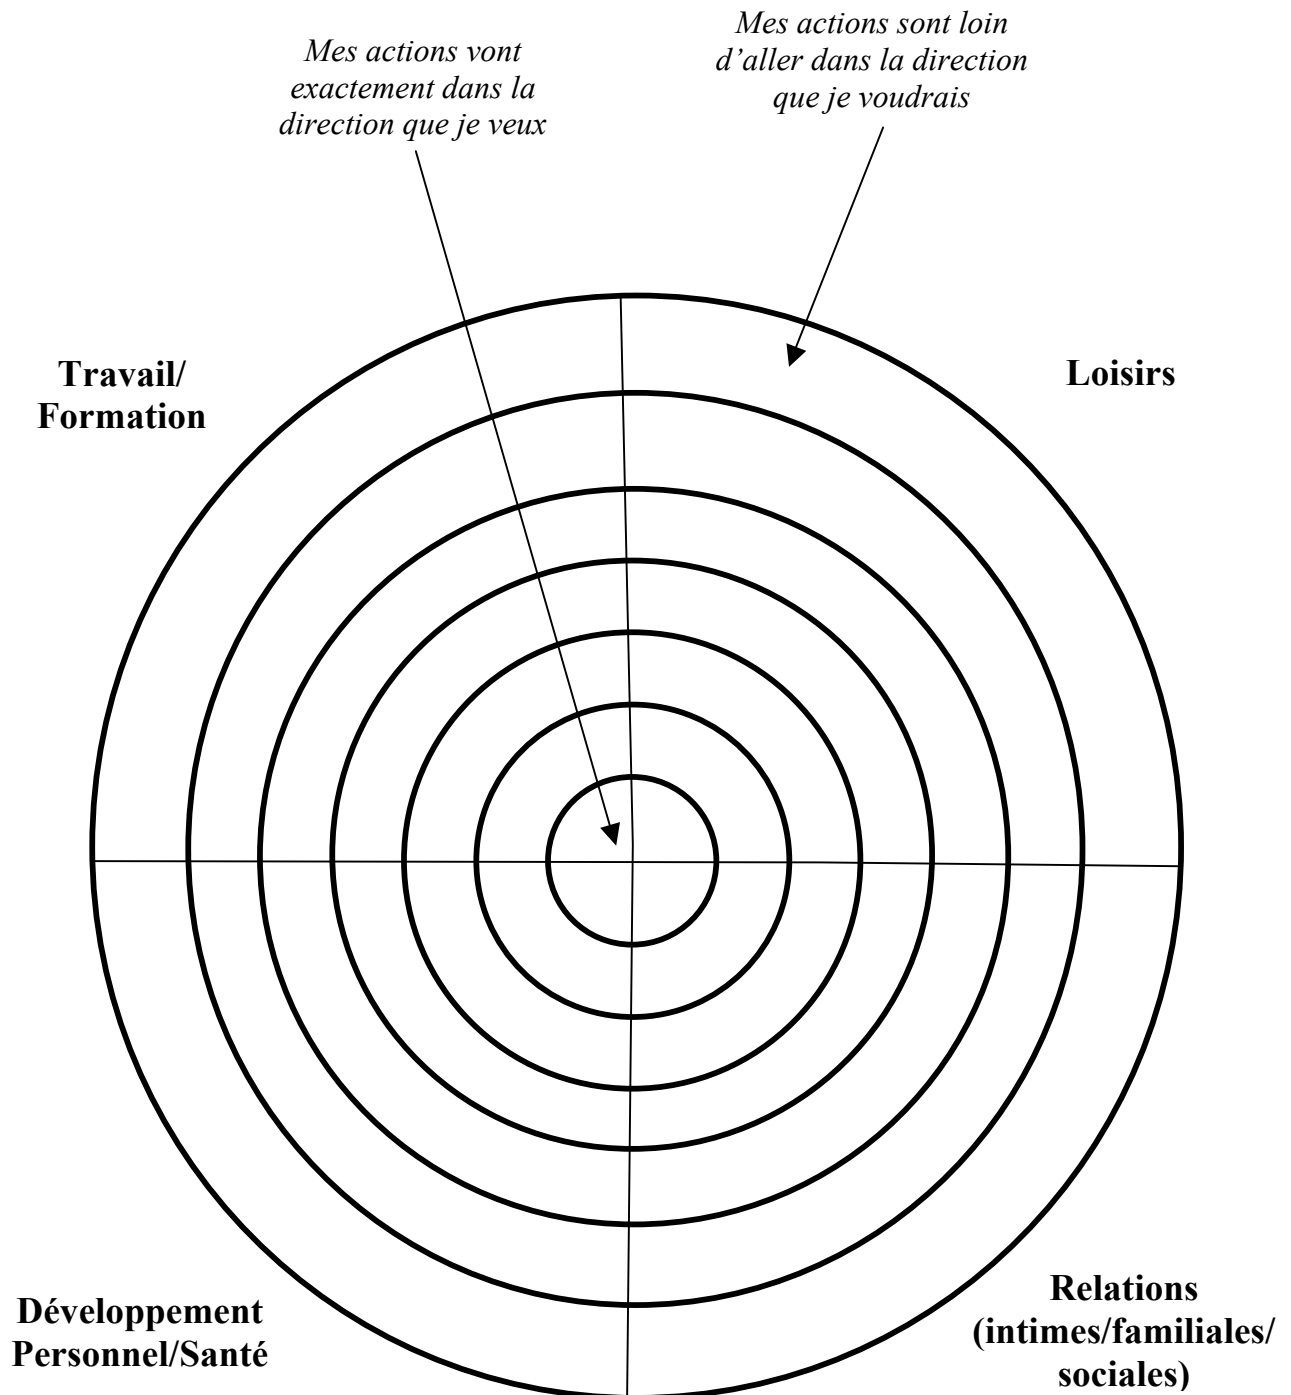 Mes actions vont
exactement dans la
direction que je veux
Mes actions sont loin
d’aller dans la direction
que je voudrais
Travail/
Formation
Loisirs
Développement
Personnel/Santé
Relations
(intimes/familiales/
sociales)